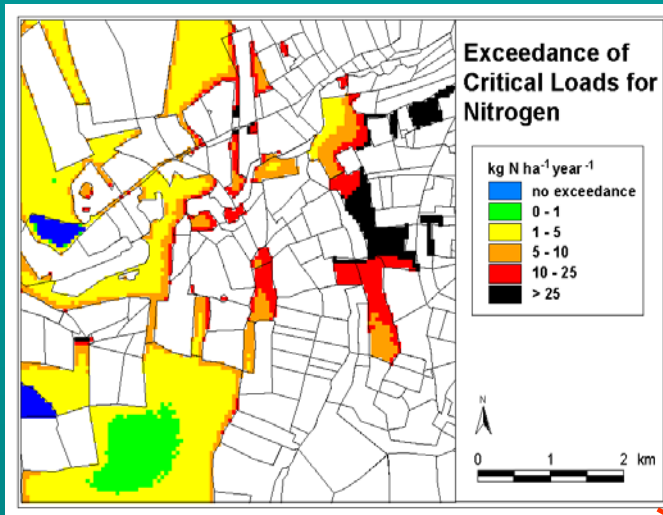 Exceedance of
Critical Loads for
Nitrogen
kg N ha⁻¹ year⁻¹
no exceedance
0 - 1
1 - 5
5 - 10
10 - 25
> 25
N
0 1 2 km